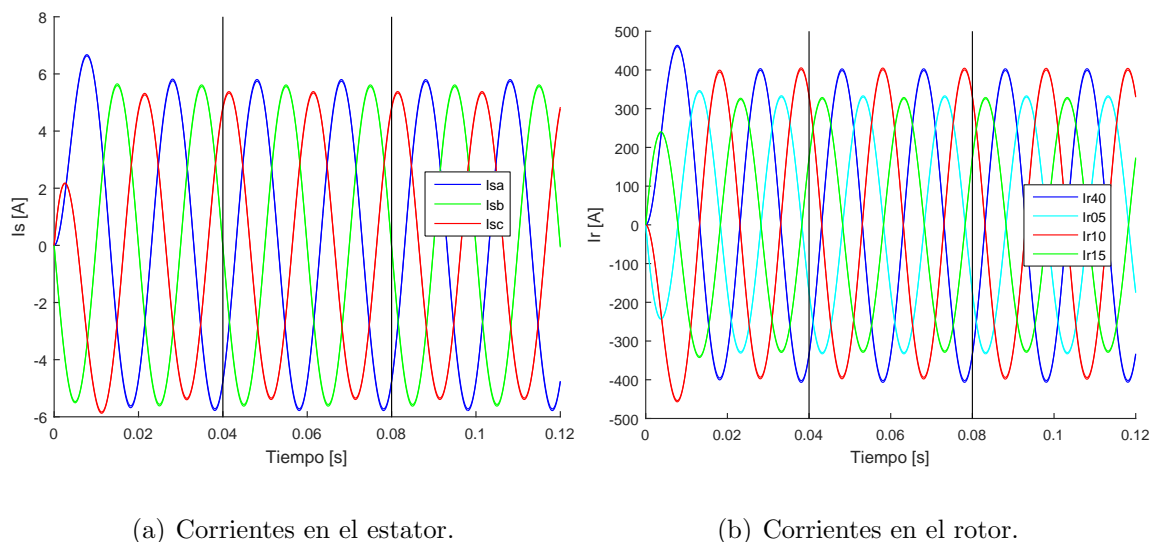 8
6
4
2
0
-2
-4
-6
Is [A]
0 0.02 0.04 0.06 0.08 0.1 0.12
Tiempo [s]
Isa
Isb
Isc
500
400
300
200
100
0
-100
-200
-300
-400
-500
Ir [A]
0 0.02 0.04 0.06 0.08 0.1 0.12
Tiempo [s]
Ir40
Ir05
Ir10
Ir15
(a) Corrientes en el estator.
(b) Corrientes en el rotor.